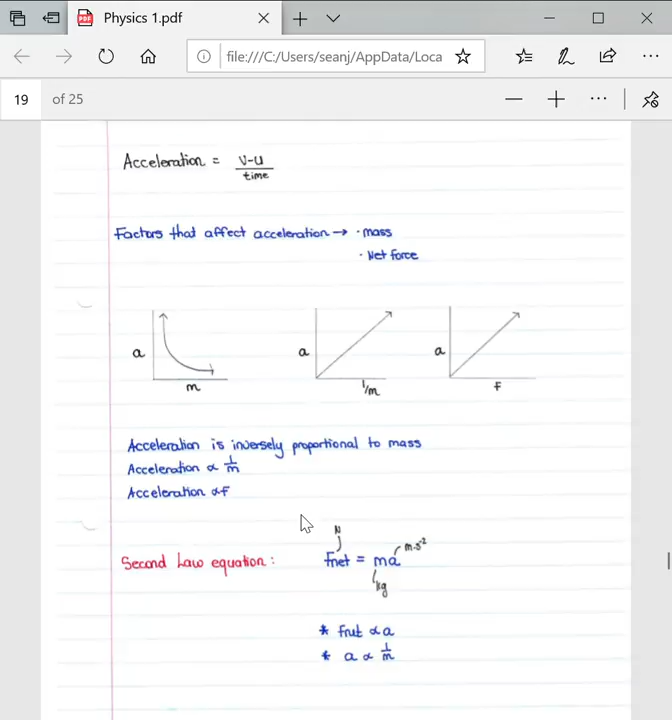 Physics 1.pdf
file:///C:/Users/seanj/AppData/Loca
19 of 25
Acceleration = v-u
time
Factors that affect acceleration → · mass
· Net force
a
m
a
1/m
a
F
Acceleration is inversely proportional to mass
Acceleration ∝ 1/m
Acceleration ∝ F
N
Second Law equation: Fnet = ma
m·s⁻²
kg
* Fnet ∝ a
* a ∝ 1/m